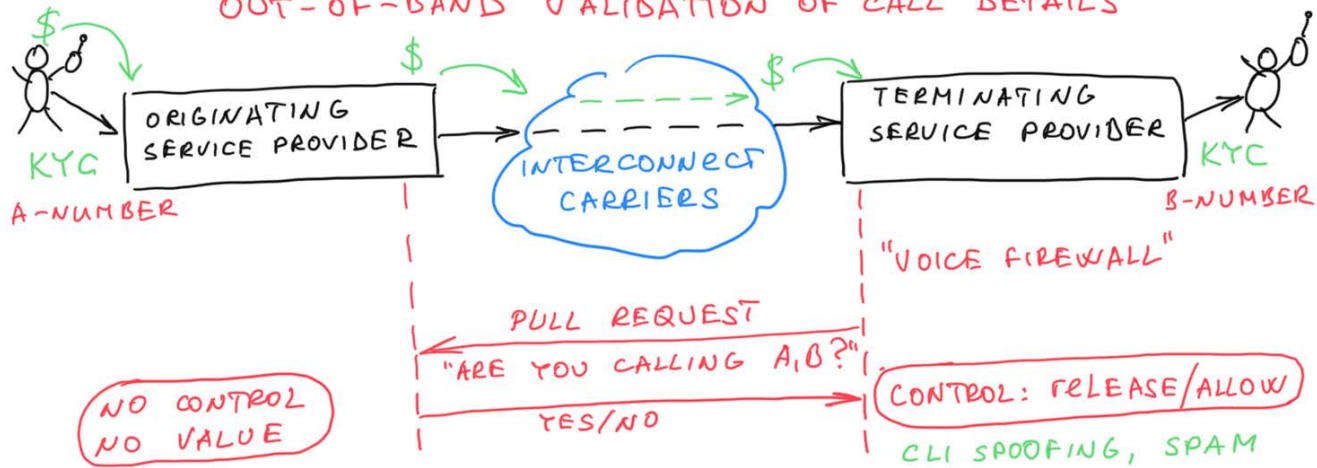 OUT-OF-BAND VALIDATION OF CALL DETAILS
$
$
$
ORIGINATING
SERVICE PROVIDER
INTERCONNECT
CARRIERS
TERMINATING
SERVICE PROVIDER
KYC
KYC
A-NUMBER
B-NUMBER
"VOICE FIREWALL"
PULL REQUEST
"ARE YOU CALLING A,B?"
YES/NO
NO CONTROL
NO VALUE
CONTROL: RELEASE/ALLOW
CLI SPOOFING, SPAM